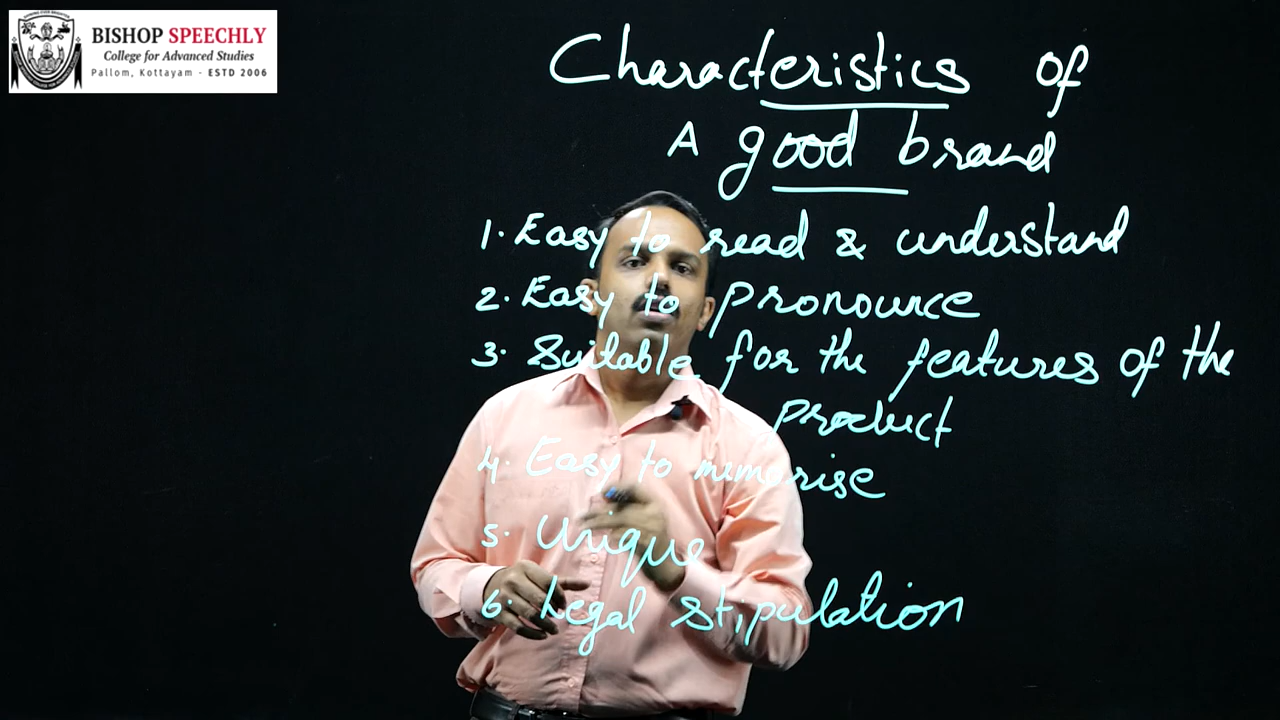 BISHOP SPEECHLY
College for Advanced Studies
Pallom, Kottayam - ESTD 2006
Characteristics of
A good brand
1. Easy to read & understand
2. Easy to pronounce
3. Suitable for the features of the
product
4. Easy to memorise
5. Unique
6. Legal stipulation